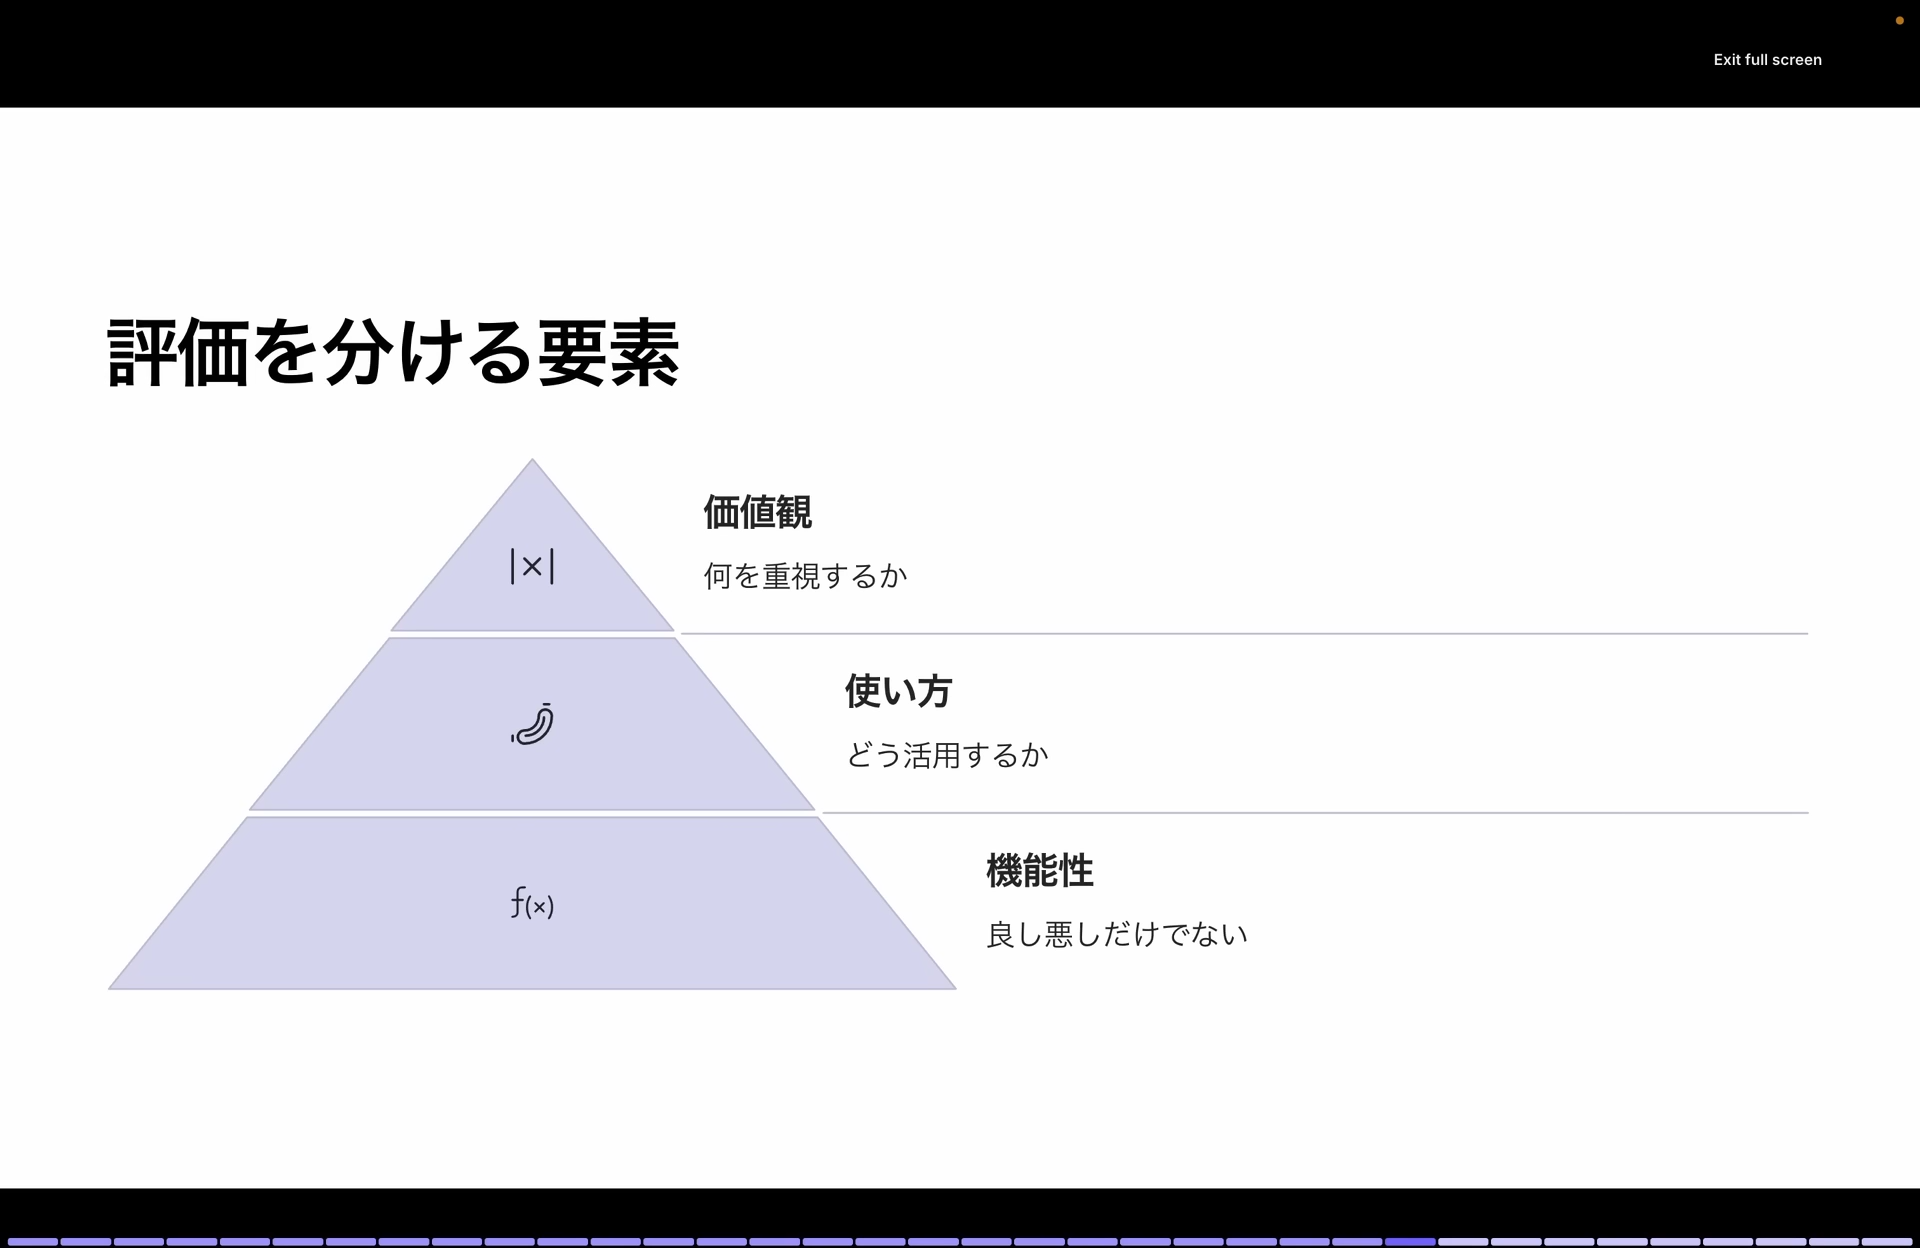 Exit full screen
評価を分ける要素
|×|
価値観
何を重視するか
使い方
どう活用するか
f(×)
機能性
良し悪しだけでない